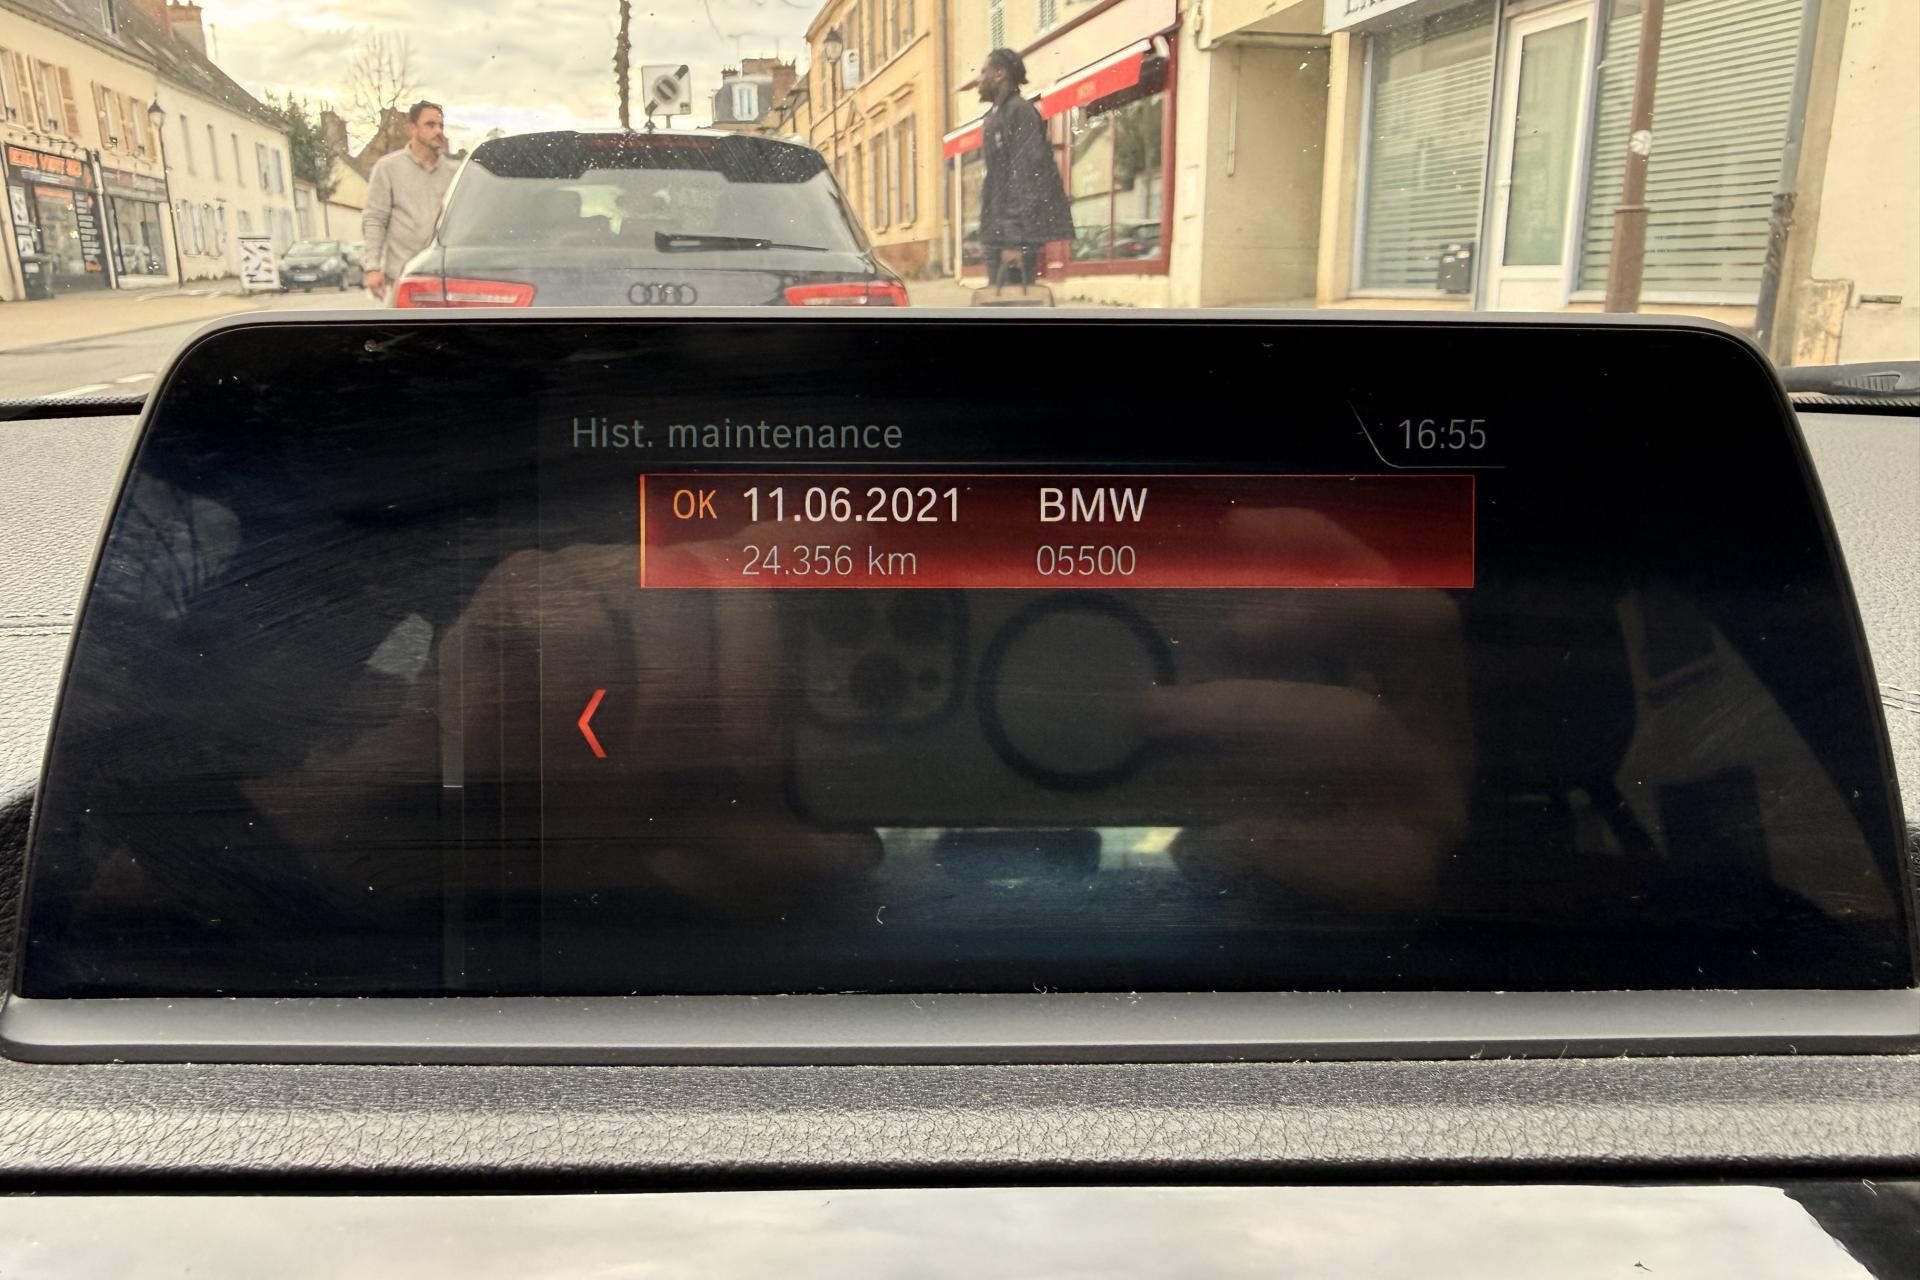 Hist. maintenance
16:55
OK 11.06.2021 BMW
24.356 km 05500